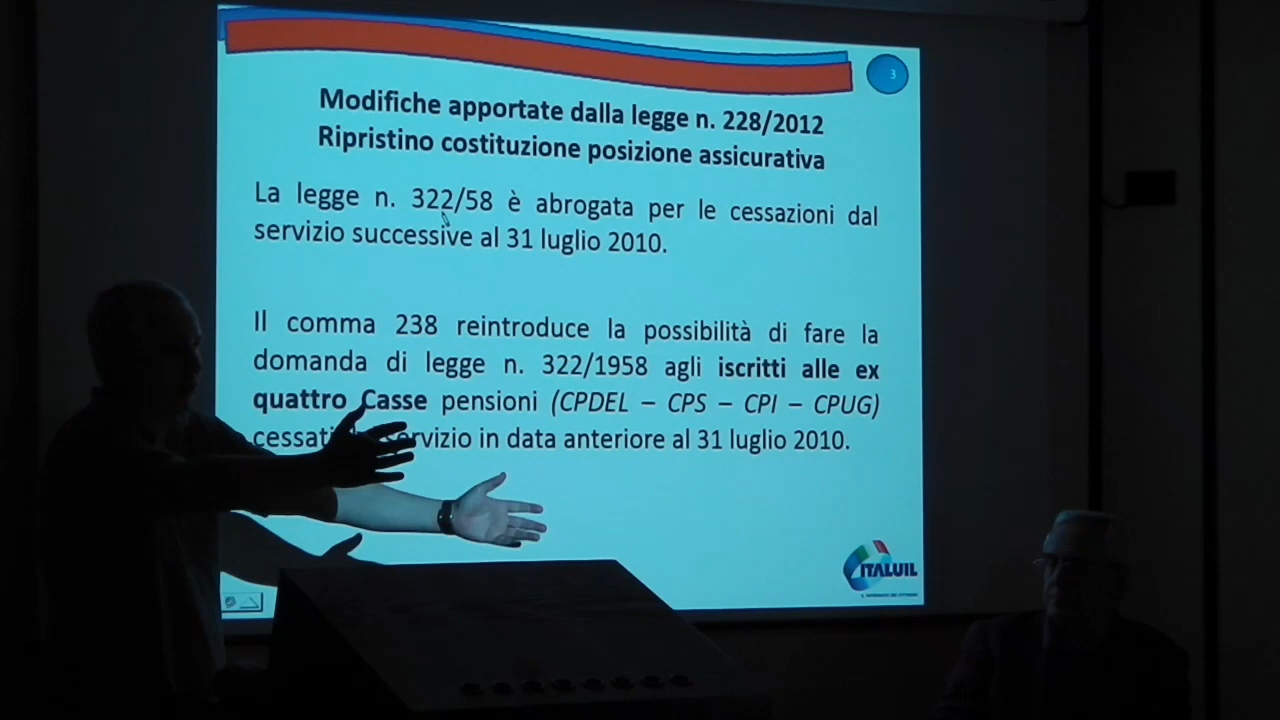 3
Modifiche apportate dalla legge n. 228/2012
Ripristino costituzione posizione assicurativa
La legge n. 322/58 è abrogata per le cessazioni dal
servizio successive al 31 luglio 2010.
Il comma 238 reintroduce la possibilità di fare la
domanda di legge n. 322/1958 agli iscritti alle ex
quattro Casse pensioni (CPDEL – CPS – CPI – CPUG)
cessati servizio in data anteriore al 31 luglio 2010.
ITALUIL